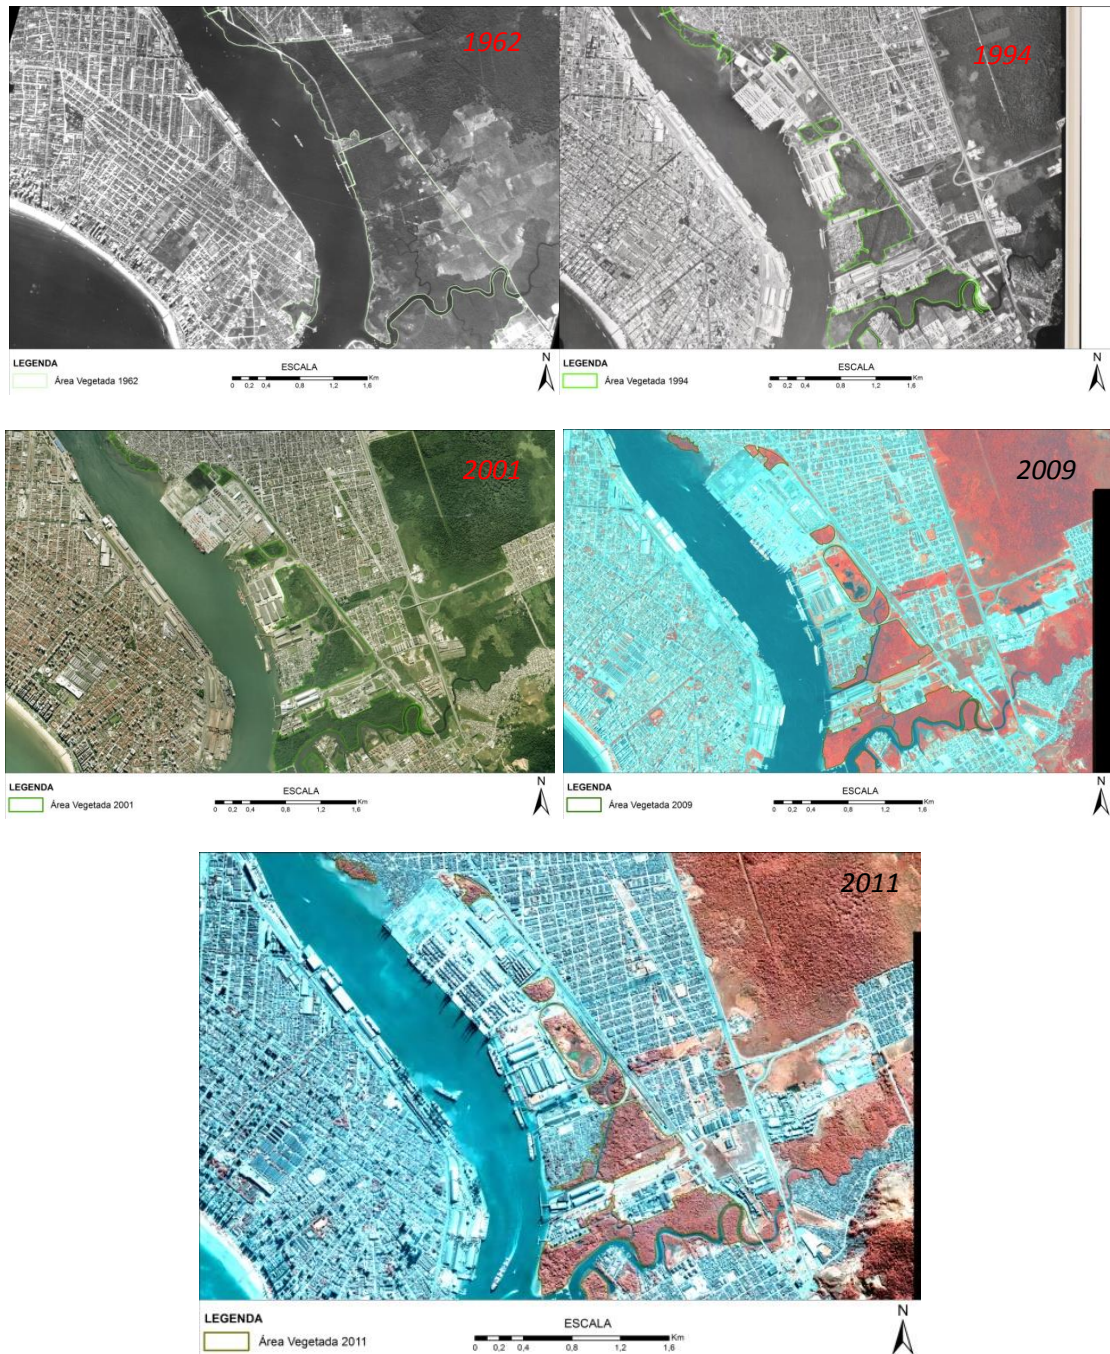 1962
LEGENDA
Área Vegetada 1962
ESCALA
0 0,2 0,4 0,8 1,2 1,6 Km
N
1994
LEGENDA
Área Vegetada 1994
ESCALA
0 0,2 0,4 0,8 1,2 1,6 Km
N
2001
LEGENDA
Área Vegetada 2001
ESCALA
0 0,2 0,4 0,8 1,2 1,6 Km
N
2009
LEGENDA
Área Vegetada 2009
ESCALA
0 0,2 0,4 0,8 1,2 1,6 Km
N
2011
LEGENDA
Área Vegetada 2011
ESCALA
0 0,2 0,4 0,8 1,2 1,6 Km
N